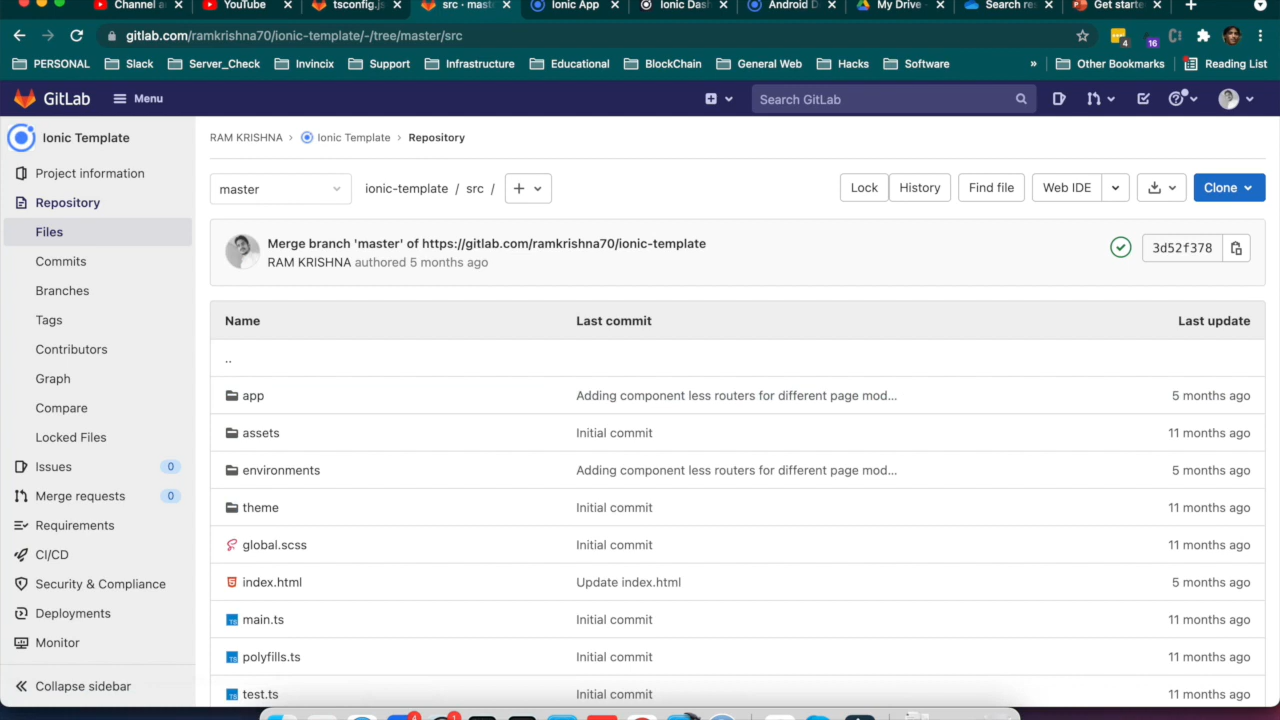 Channel a
YouTube
tsconfig.js
src · mast
Ionic App
Ionic Das
Android D
My Drive -
Search res
Get starte
gitlab.com/ramkrishna70/ionic-template/-/tree/master/src
4
16
PERSONAL
Slack
Server_Check
Invincix
Support
Infrastructure
Educational
BlockChain
General Web
Hacks
Software
»
Other Bookmarks
Reading List
GitLab
Menu
Search GitLab
Ionic Template
Project information
Repository
Files
Commits
Branches
Tags
Contributors
Graph
Compare
Locked Files
Issues 0
Merge requests 0
Requirements
CI/CD
Security & Compliance
Deployments
Monitor
Collapse sidebar
RAM KRISHNA > Ionic Template > Repository
master
ionic-template / src /
Lock
History
Find file
Web IDE
Clone
Merge branch 'master' of https://gitlab.com/ramkrishna70/ionic-template
RAM KRISHNA authored 5 months ago
3d52f378
Name Last commit Last update
..
app Adding component less routers for different page mod... 5 months ago
assets Initial commit 11 months ago
environments Adding component less routers for different page mod... 5 months ago
theme Initial commit 11 months ago
global.scss Initial commit 11 months ago
index.html Update index.html 5 months ago
main.ts Initial commit 11 months ago
polyfills.ts Initial commit 11 months ago
test.ts Initial commit 11 months ago
4
1